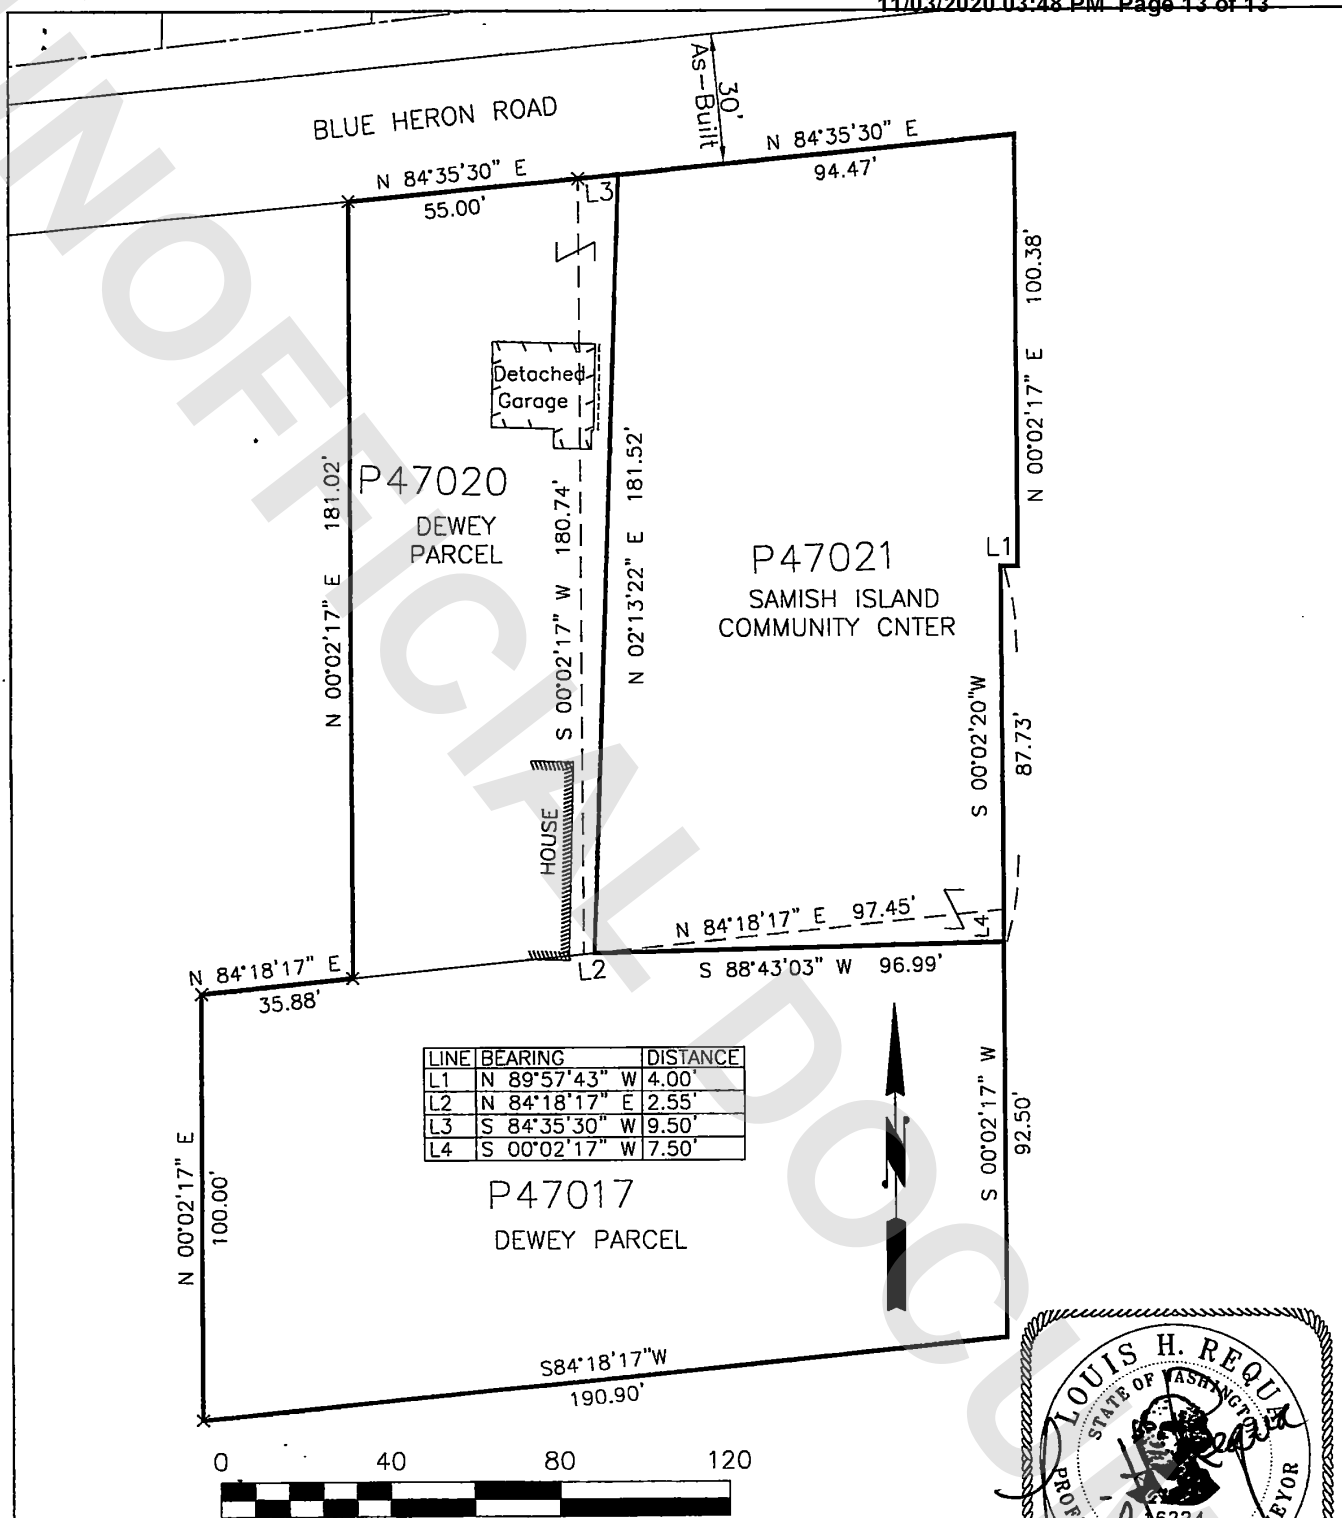 11/03/2020 03:48 PM Page 13 of 13
BLUE HERON ROAD
30'
As-Built
N 84°35'30" E
94.47'
N 84°35'30" E
55.00'
L3
N 00°02'17" E 100.38'
Detached
Garage
P47020
DEWEY
PARCEL
N 00°02'17" E 181.02'
S 00°02'17" W 180.74'
N 02°13'22" E 181.52'
L1
P47021
SAMISH ISLAND
COMMUNITY CNTER
S 00°02'20"W
87.73'
HOUSE
N 84°18'17" E 97.45'
L4
L2
S 88°43'03" W 96.99'
N 84°18'17" E
35.88'
LINE BEARING DISTANCE
L1 N 89°57'43" W 4.00'
L2 N 84°18'17" E 2.55'
L3 S 84°35'30" W 9.50'
L4 S 00°02'17" W 7.50'
N
S 00°02'17" W
92.50'
N 00°02'17" E
100.00'
P47017
DEWEY PARCEL
S84°18'17"W
190.90'
0 40 80 120
LOUIS H. REQUA
STATE OF WASHINGTON
UNOFFICIAL DOCU